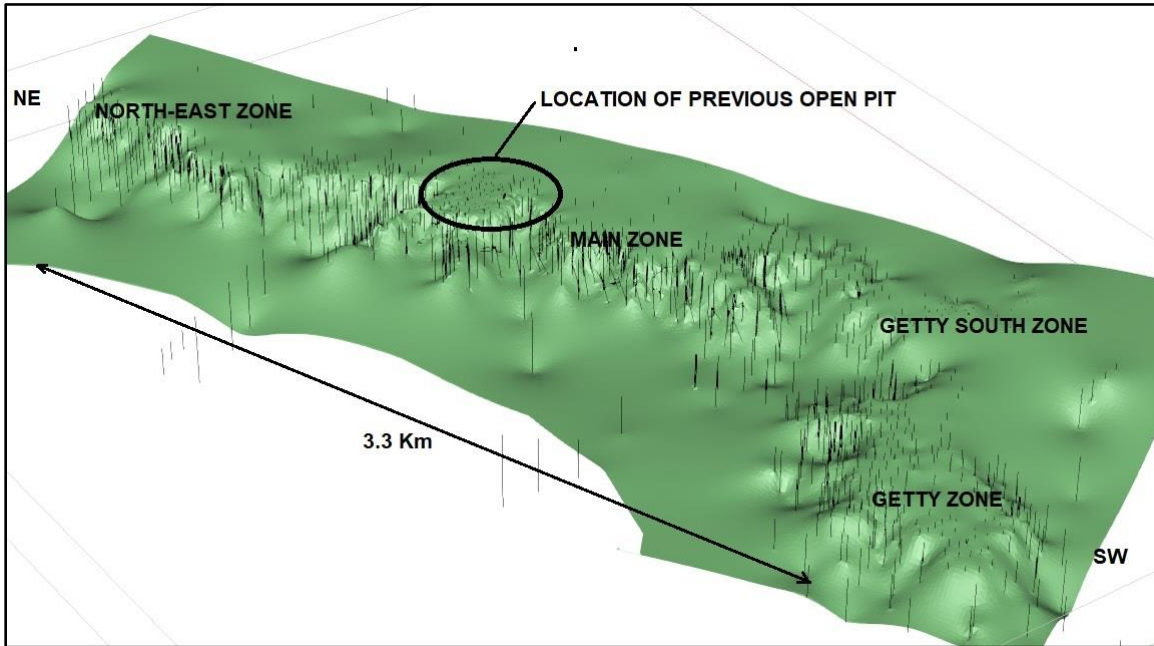 NE
NORTH-EAST ZONE
LOCATION OF PREVIOUS OPEN PIT
MAIN ZONE
GETTY SOUTH ZONE
3.3 Km
GETTY ZONE
SW